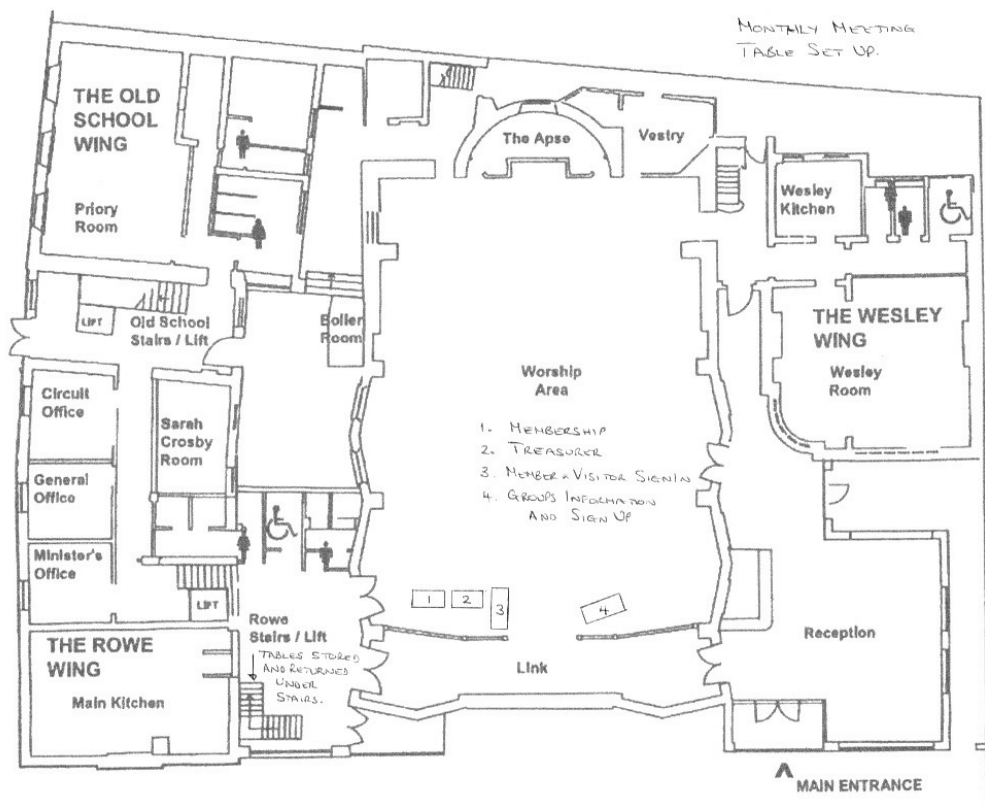 MONTHLY MEETING
TABLE SET UP.
THE OLD
SCHOOL
WING
Priory
Room
The Apse
Vestry
Wesley
Kitchen
LIFT
Old School
Stairs / Lift
Boiler
Room
THE WESLEY
WING
Wesley
Room
Circuit
Office
Sarah
Crosby
Room
General
Office
Minister's
Office
LIFT
Worship
Area
1. MEMBERSHIP
2. TREASURER
3. MEMBER & VISITOR SIGN IN
4. GROUPS INFORMATION
AND SIGN UP
1
2
3
4
Rowe
Stairs / Lift
TABLES STORED
AND RETURNED
UNDER
STAIRS.
THE ROWE
WING
Main Kitchen
Link
Reception
MAIN ENTRANCE